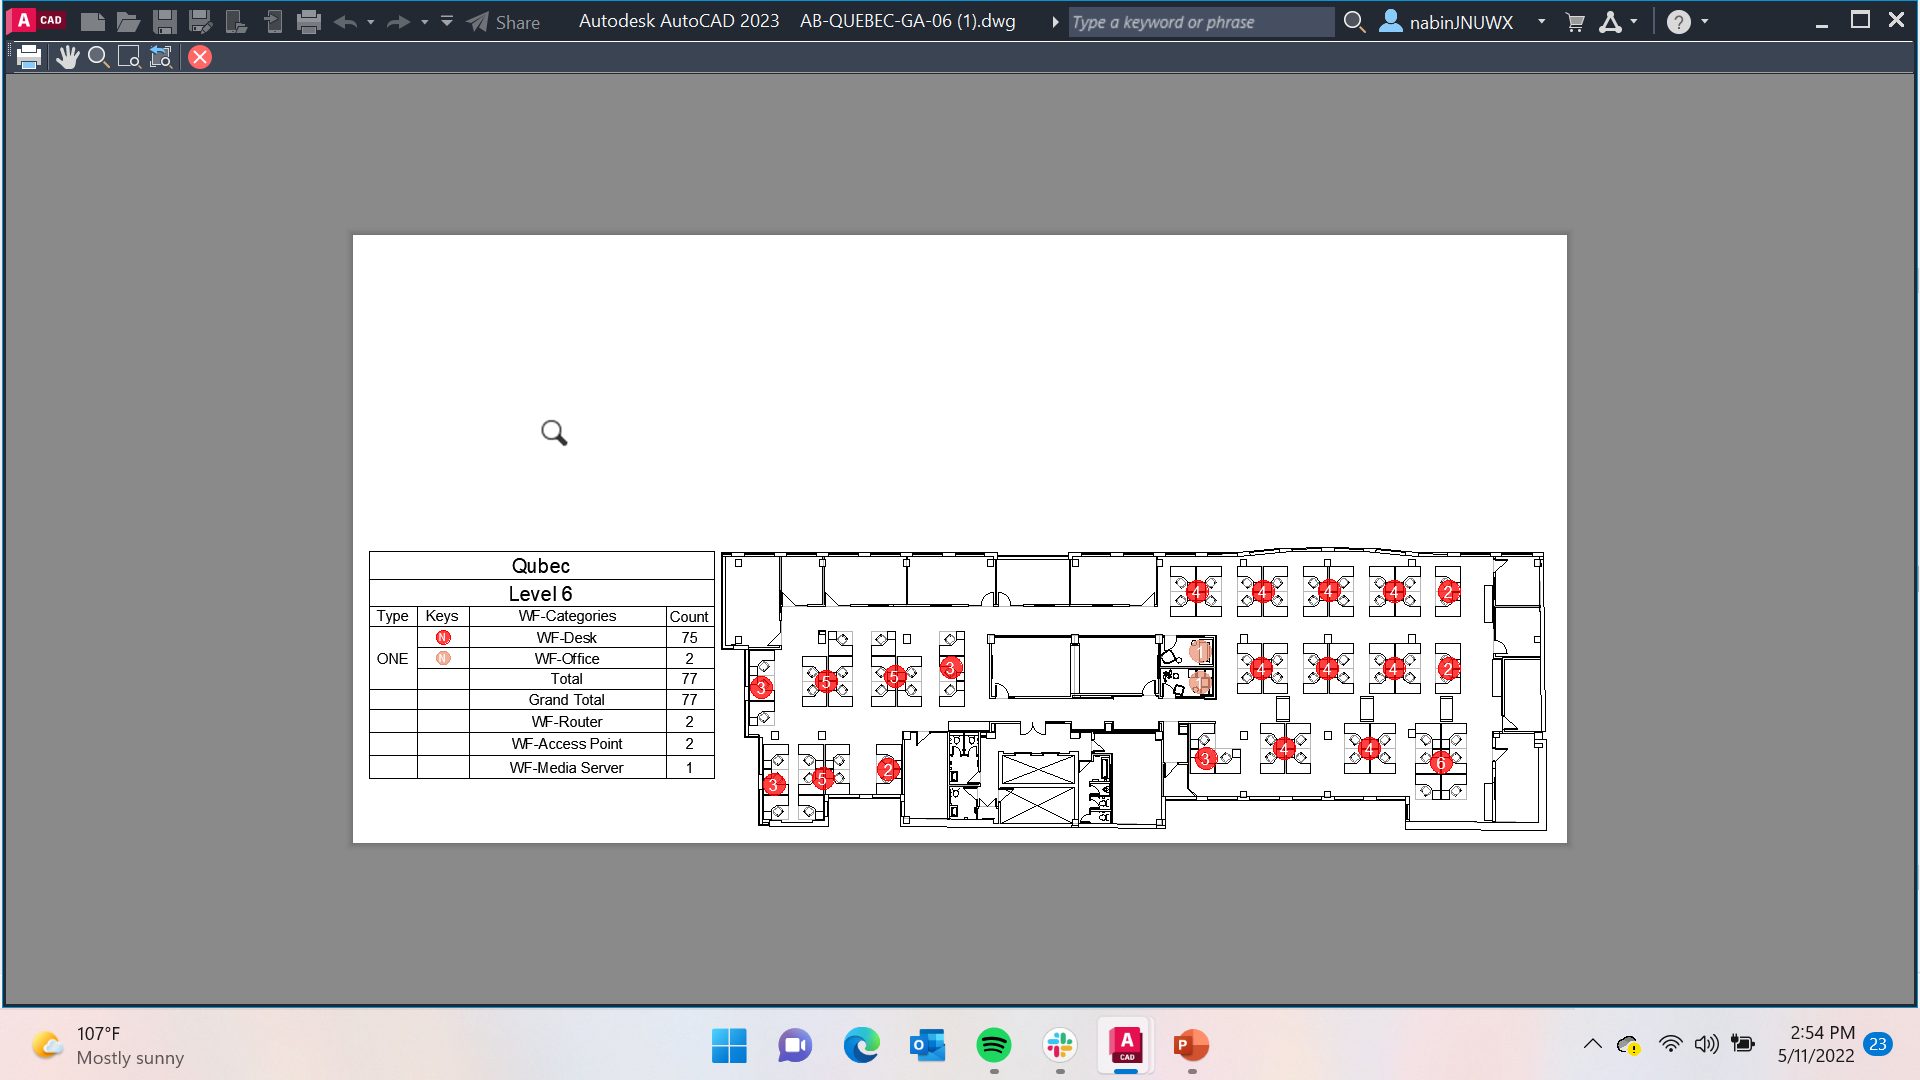 A CAD Share Autodesk AutoCAD 2023 AB-QUEBEC-GA-06 (1).dwg Type a keyword or phrase nabinJNUWX ?
Qubec
Level 6
Type Keys WF-Categories Count
N WF-Desk 75
ONE N WF-Office 2
Total 77
Grand Total 77
WF-Router 2
WF-Access Point 2
WF-Media Server 1
4 4 4 4 2
1
3 5 5 3 1 4 4 4 2
3 5 2 3 4 4 6
107°F
Mostly sunny
O
A
CAD
P
2:54 PM
5/11/2022
23